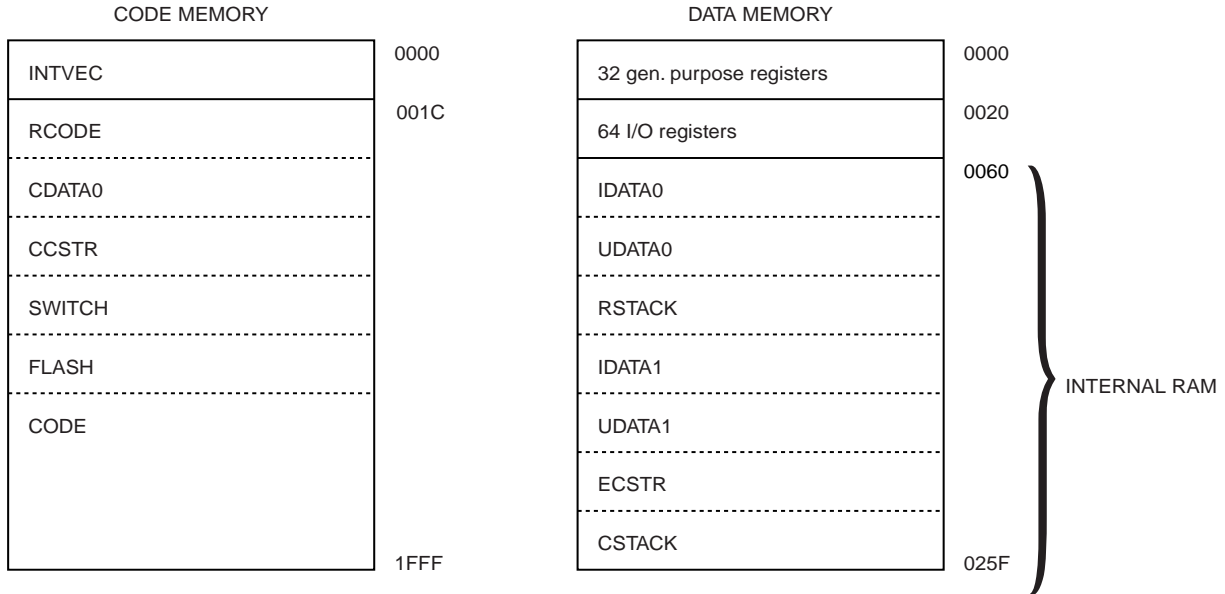 CODE MEMORY
INTVEC
0000
RCODE
001C
CDATA0
CCSTR
SWITCH
FLASH
CODE
1FFF
DATA MEMORY
32 gen. purpose registers
0000
64 I/O registers
0020
0060
IDATA0
UDATA0
RSTACK
IDATA1
UDATA1
ECSTR
CSTACK
025F
INTERNAL RAM